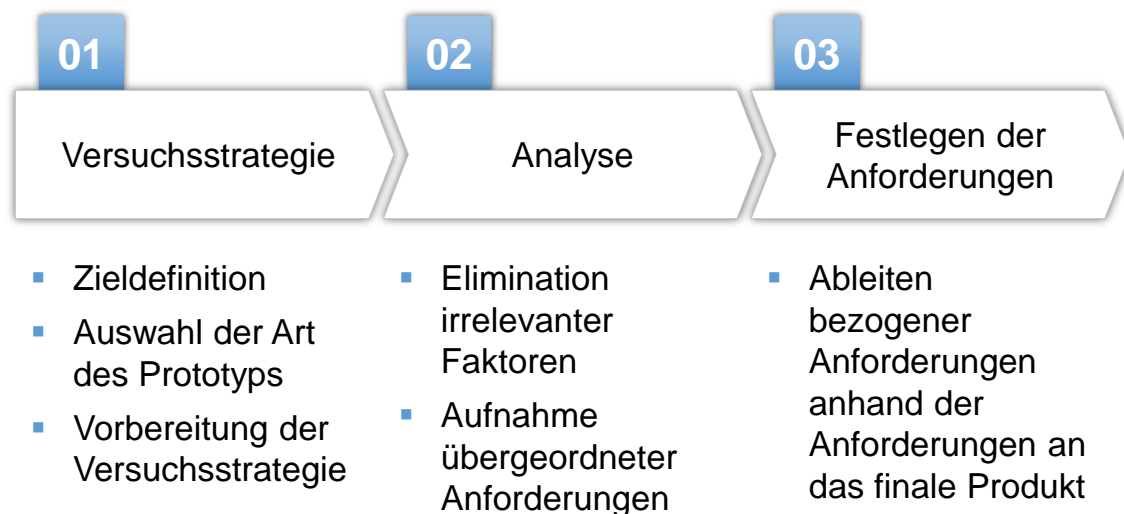 01
Versuchsstrategie
Zieldefinition
Auswahl der Art
des Prototyps
Vorbereitung der
Versuchsstrategie
02
Analyse
Elimination
irrelevanter
Faktoren
Aufnahme
übergeordneter
Anforderungen
03
Festlegen der
Anforderungen
Ableiten
bezogener
Anforderungen
anhand der
Anforderungen an
das finale Produkt